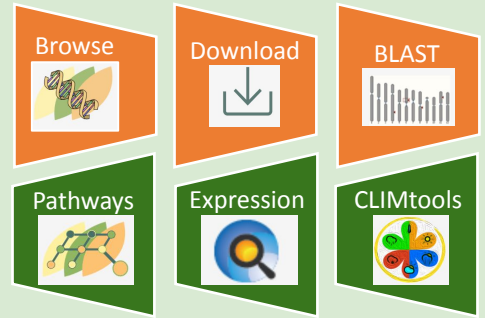 Browse
Download
BLAST
Pathways
Expression
CLIMtools